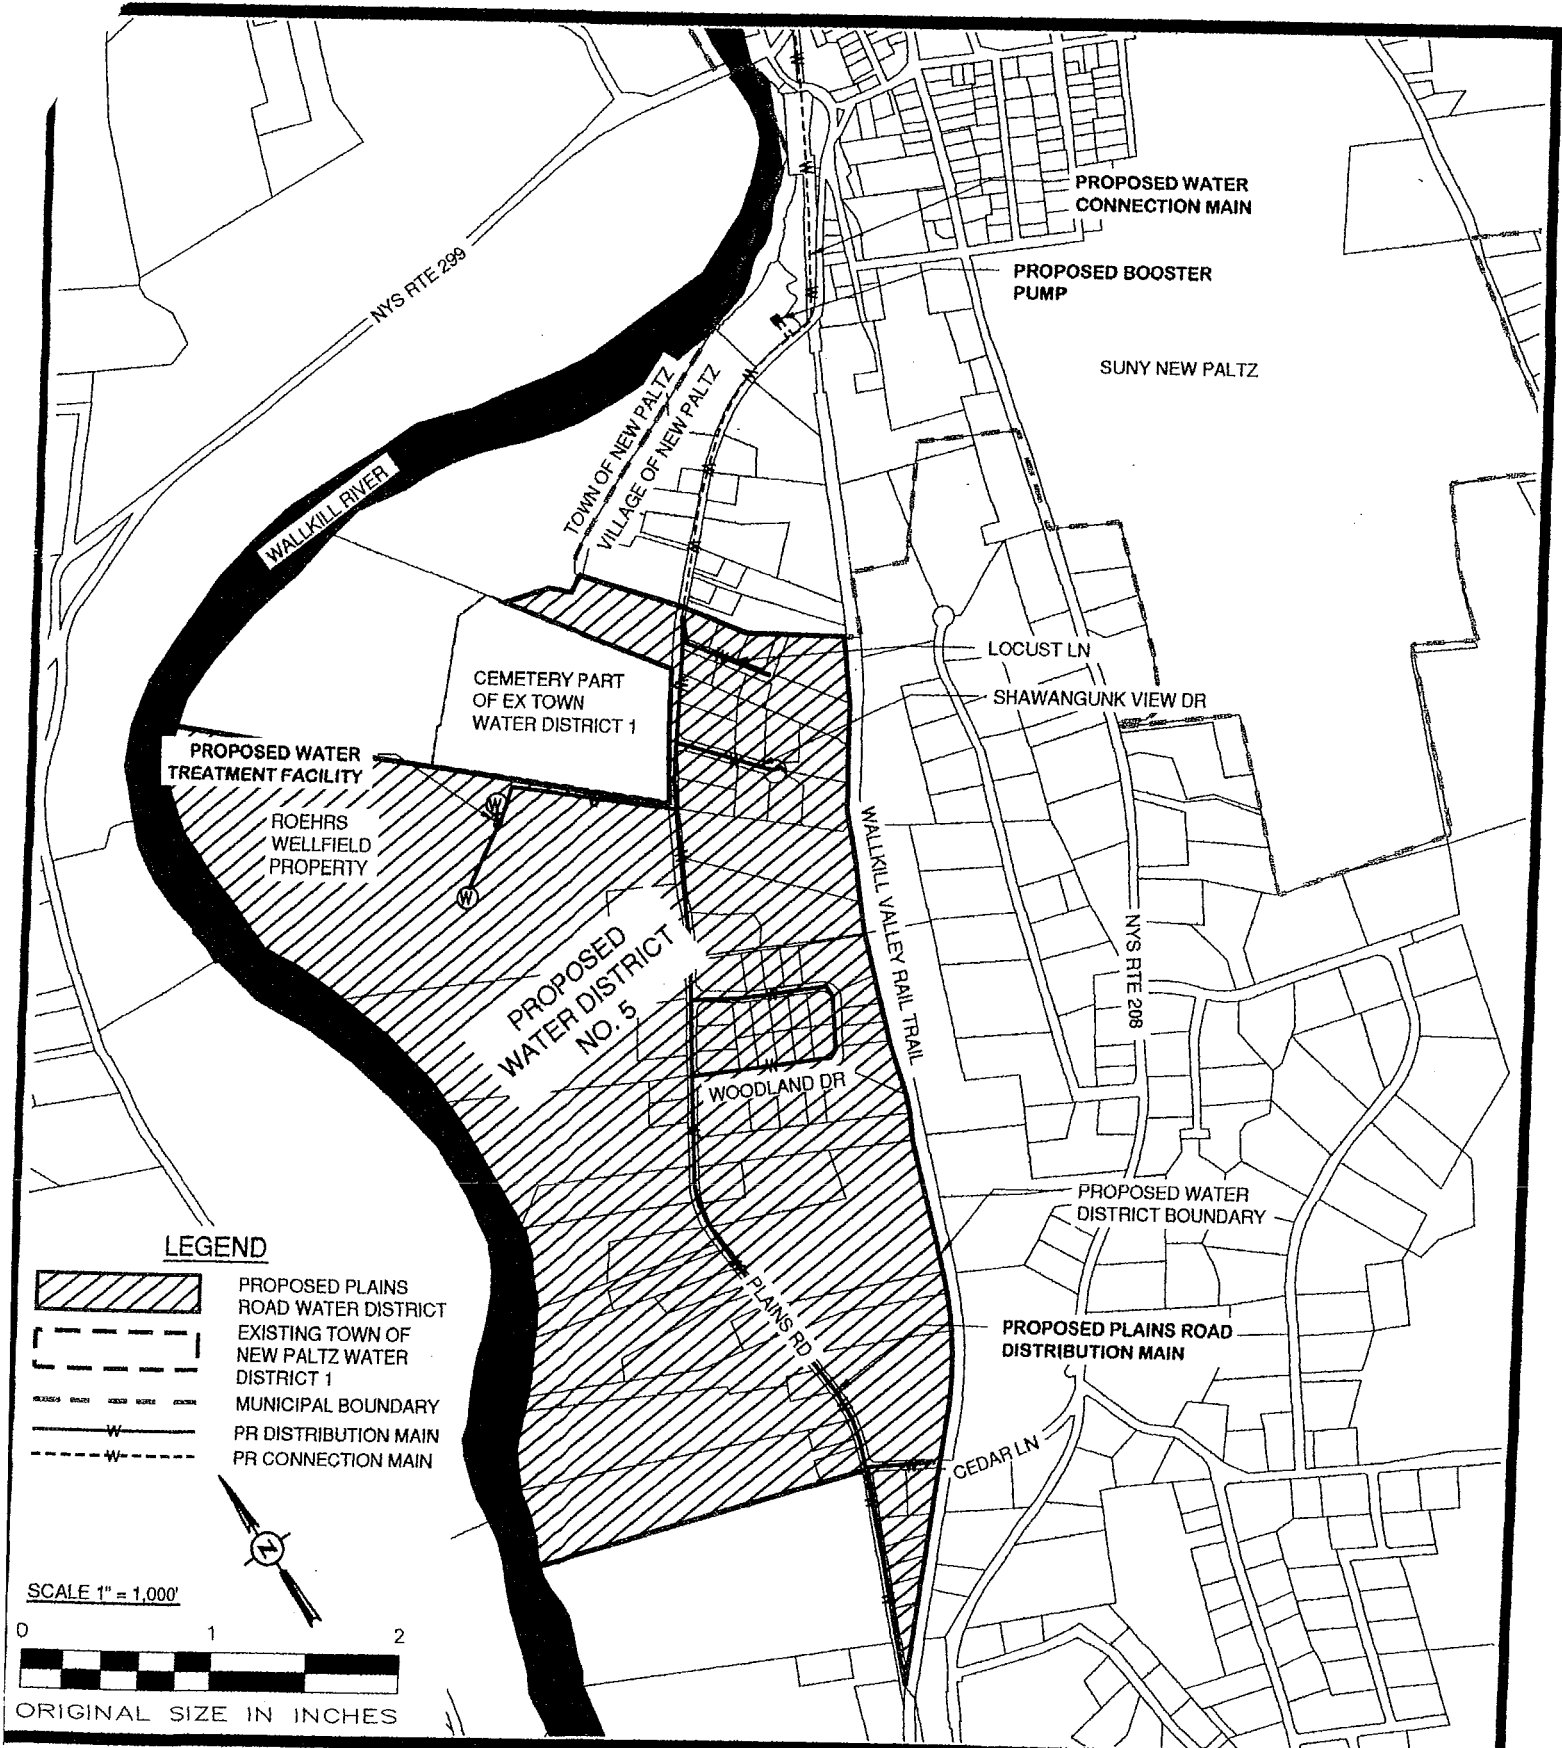 PROPOSED WATER
CONNECTION MAIN
PROPOSED BOOSTER
PUMP
NYS RTE 299
SUNY NEW PALTZ
TOWN OF NEW PALTZ
VILLAGE OF NEW PALTZ
WALLKILL RIVER
LOCUST LN
CEMETERY PART
OF EX TOWN
WATER DISTRICT 1
SHAWANGUNK VIEW DR
PROPOSED WATER
TREATMENT FACILITY
ROEHRS
WELLFIELD
PROPERTY
W
W
WALLKILL VALLEY RAIL TRAIL
NYS RTE 208
PROPOSED
WATER DISTRICT
NO. 5
WOODLAND DR
PROPOSED WATER
DISTRICT BOUNDARY
PLAINS RD
PROPOSED PLAINS ROAD
DISTRIBUTION MAIN
CEDAR LN
LEGEND
PROPOSED PLAINS
ROAD WATER DISTRICT
EXISTING TOWN OF
NEW PALTZ WATER
DISTRICT 1
MUNICIPAL BOUNDARY
W
PR DISTRIBUTION MAIN
W
PR CONNECTION MAIN
Z
SCALE 1" = 1,000'
0 1 2
ORIGINAL SIZE IN INCHES